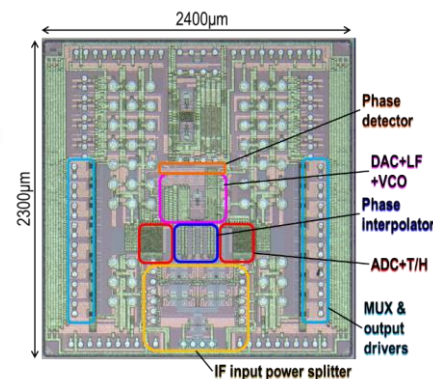 2400μm
2300μm
Phase
detector
DAC+LF
+VCO
Phase
interpolator
ADC+T/H
MUX &
output
drivers
IF input power splitter